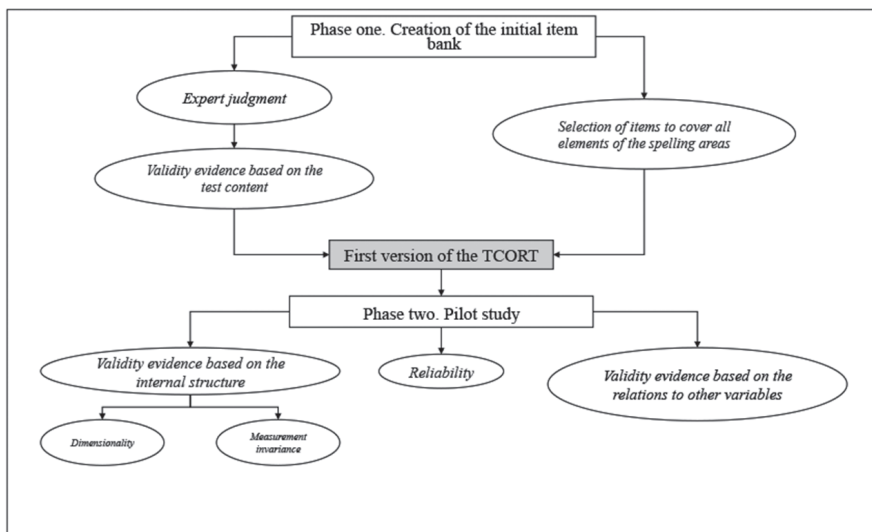 Phase one. Creation of the initial item
bank
Expert judgment
Selection of items to cover all
elements of the spelling areas
Validity evidence based on the
test content
First version of the TCORT
Phase two. Pilot study
Validity evidence based on the
internal structure
Reliability
Validity evidence based on the
relations to other variables
Dimensionality
Measurement
invariance